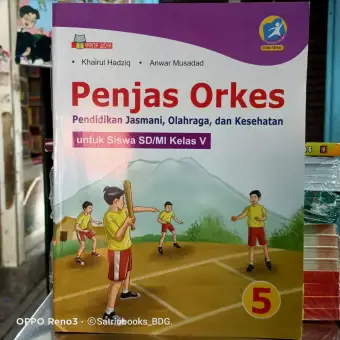 • Khairul Hadziq • Anwar Musadad
Penjas Orkes
Pendidikan Jasmani, Olahraga, dan Kesehatan
untuk Siswa SD/MI Kelas V
5
OPPO Reno3 • ©Satriobooks_BDG.